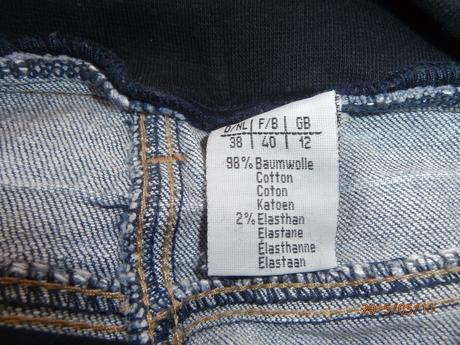 D/NL F/B GB
38 40 12
98% Baumwolle
Cotton
Coton
Katoen
2% Elasthan
Elastane
Élasthanne
Elastaan
2015/05/11